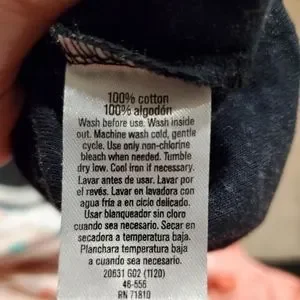 100% cotton
100% algodón
Wash before use. Wash inside
out. Machine wash cold, gentle
cycle. Use only non-chlorine
bleach when needed. Tumble
dry low. Cool iron if necessary.
Lavar antes de usar. Lavar por
el revés. Lavar en lavadora con
agua fría a en ciclo delicado.
Usar blanqueador sin cloro
cuando sea necesario. Secar en
secadora a temperatura baja.
Planchara temperatura baja
a cuando sea necesario.
20631 G02 (1120)
46-656
RN 71810